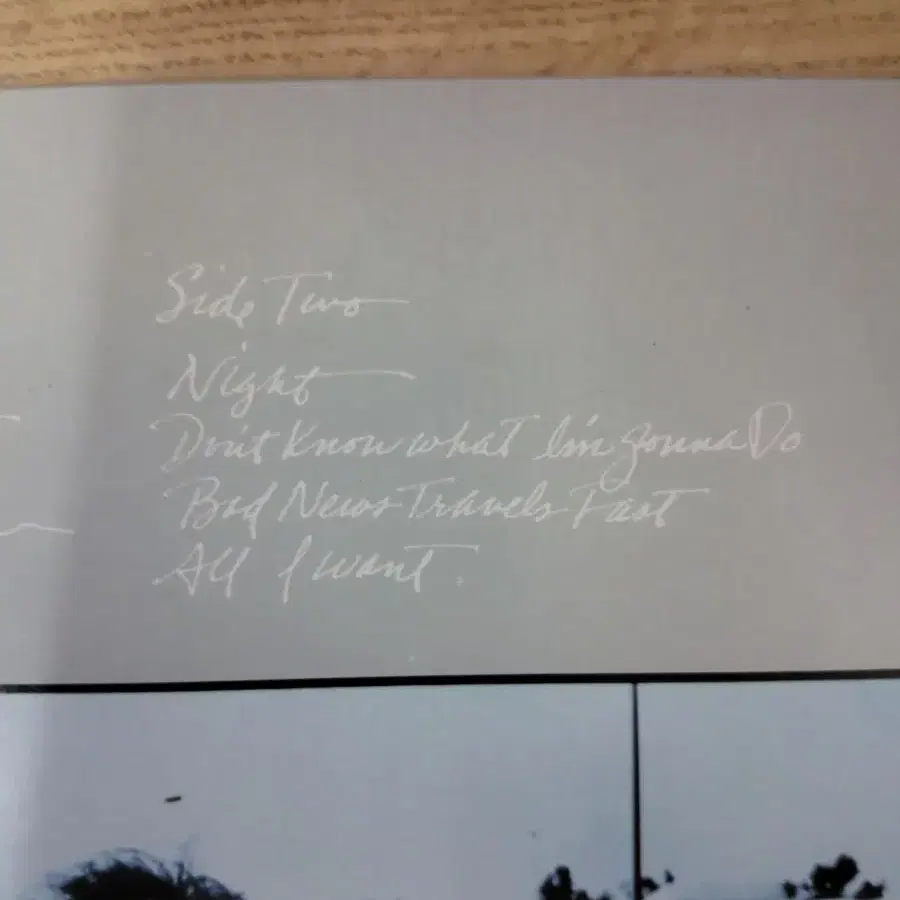 Side Two
Night
Don't Know what I'm gonna Do
Bad News Travels Fast
All I want